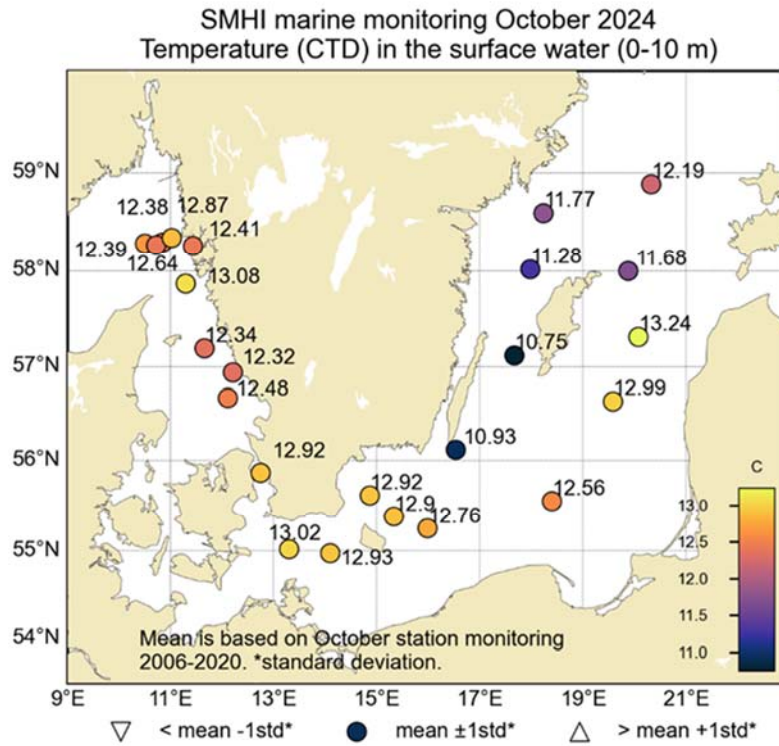 SMHI marine monitoring October 2024
Temperature (CTD) in the surface water (0-10 m)
59°N
58°N
57°N
56°N
55°N
54°N
12.19
11.77
12.38
12.87
12.41
12.39
12.64
11.28
11.68
13.08
13.24
12.34
10.75
12.32
12.48
12.99
10.93
12.92
12.92
12.9
12.76
12.56
13.02
12.93
C
13.0
12.5
12.0
11.5
11.0
Mean is based on October station monitoring
2006-2020. *standard deviation.
9°E
11°E
13°E
15°E
17°E
19°E
21°E
< mean -1std*
mean ±1std*
> mean +1std*